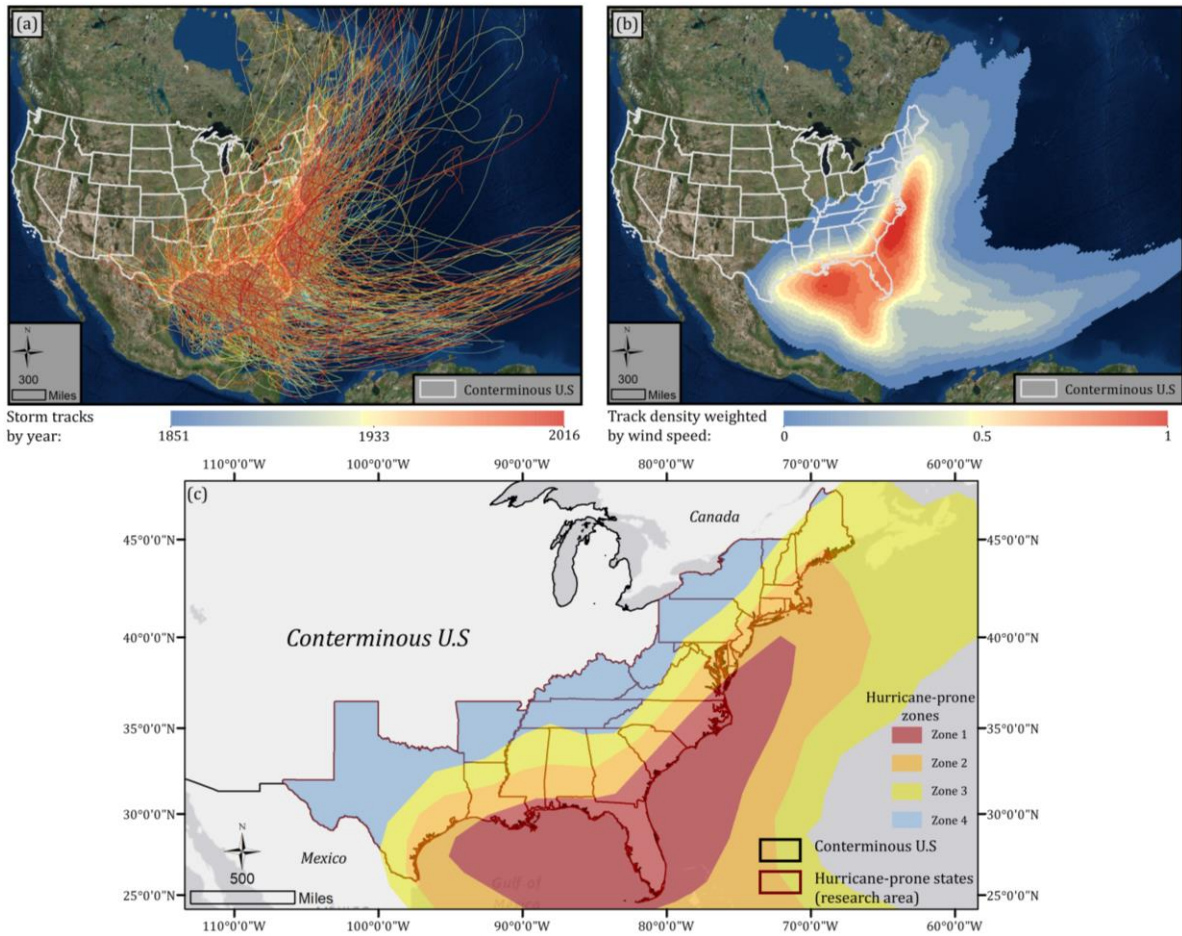 (a)
N
300
Miles
Conterminous U.S
Storm tracks
by year:
1851
1933
2016
(b)
N
300
Miles
Conterminous U.S
Track density weighted
by wind speed:
0
0.5
1
110°0'0"W
100°0'0"W
90°0'0"W
80°0'0"W
70°0'0"W
60°0'0"W
(c)
Canada
45°0'0"N
45°0'0"N
Conterminous U.S
40°0'0"N
40°0'0"N
Hurricane-prone
zones
Zone 1
35°0'0"N
35°0'0"N
Zone 2
Zone 3
Zone 4
30°0'0"N
30°0'0"N
N
Mexico
Conterminous U.S
500
Miles
Gulf of
Hurricane-prone states
(research area)
25°0'0"N
25°0'0"N
110°0'0"W
100°0'0"W
90°0'0"W
80°0'0"W
70°0'0"W
60°0'0"W